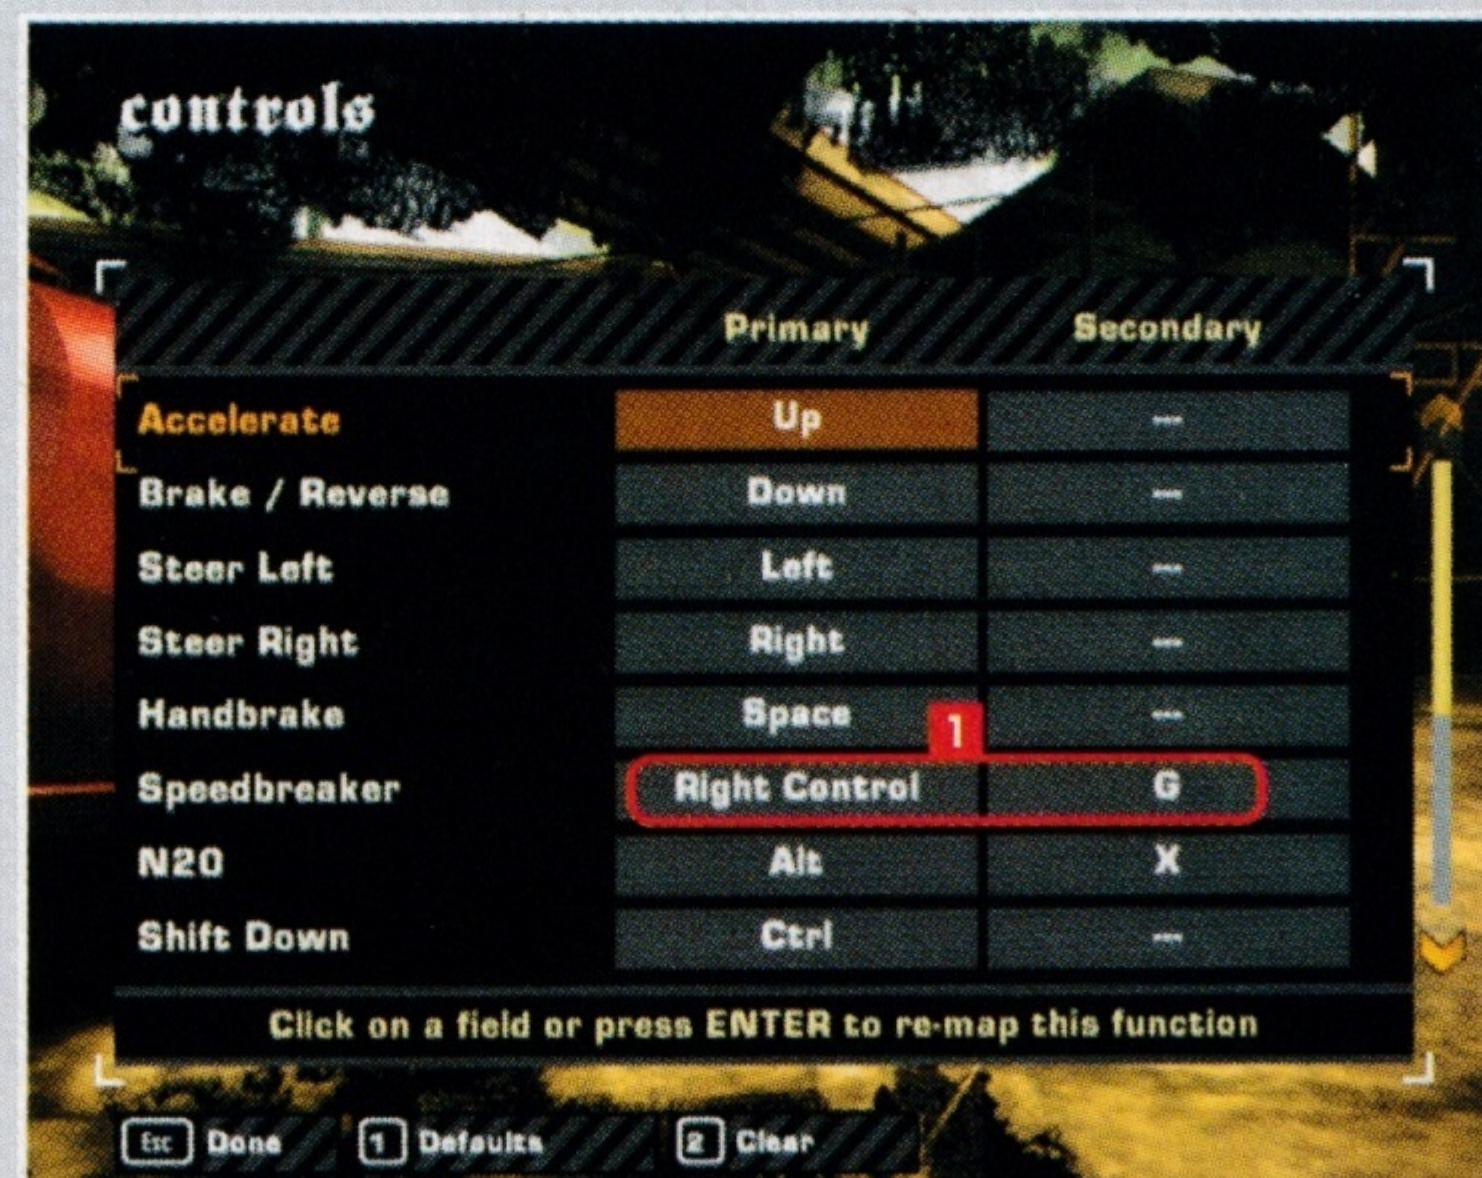 controls
Primary Secondary
Accelerate Up ---
Brake / Reverse Down ---
Steer Left Left ---
Steer Right Right ---
Handbrake Space ---
1
Speedbreaker Right Control G
N20 Alt X
Shift Down Ctrl ---
Click on a field or press ENTER to re-map this function
Esc Done 1 Defaults 2 Clear